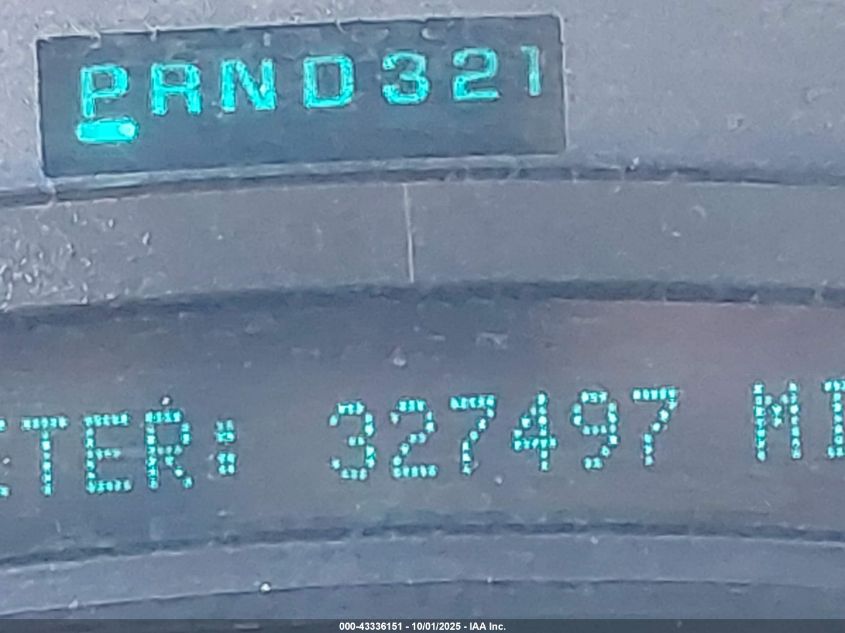 PRND321
ETER: 327497 MI
000-43336151 - 10/01/2025 - IAA Inc.